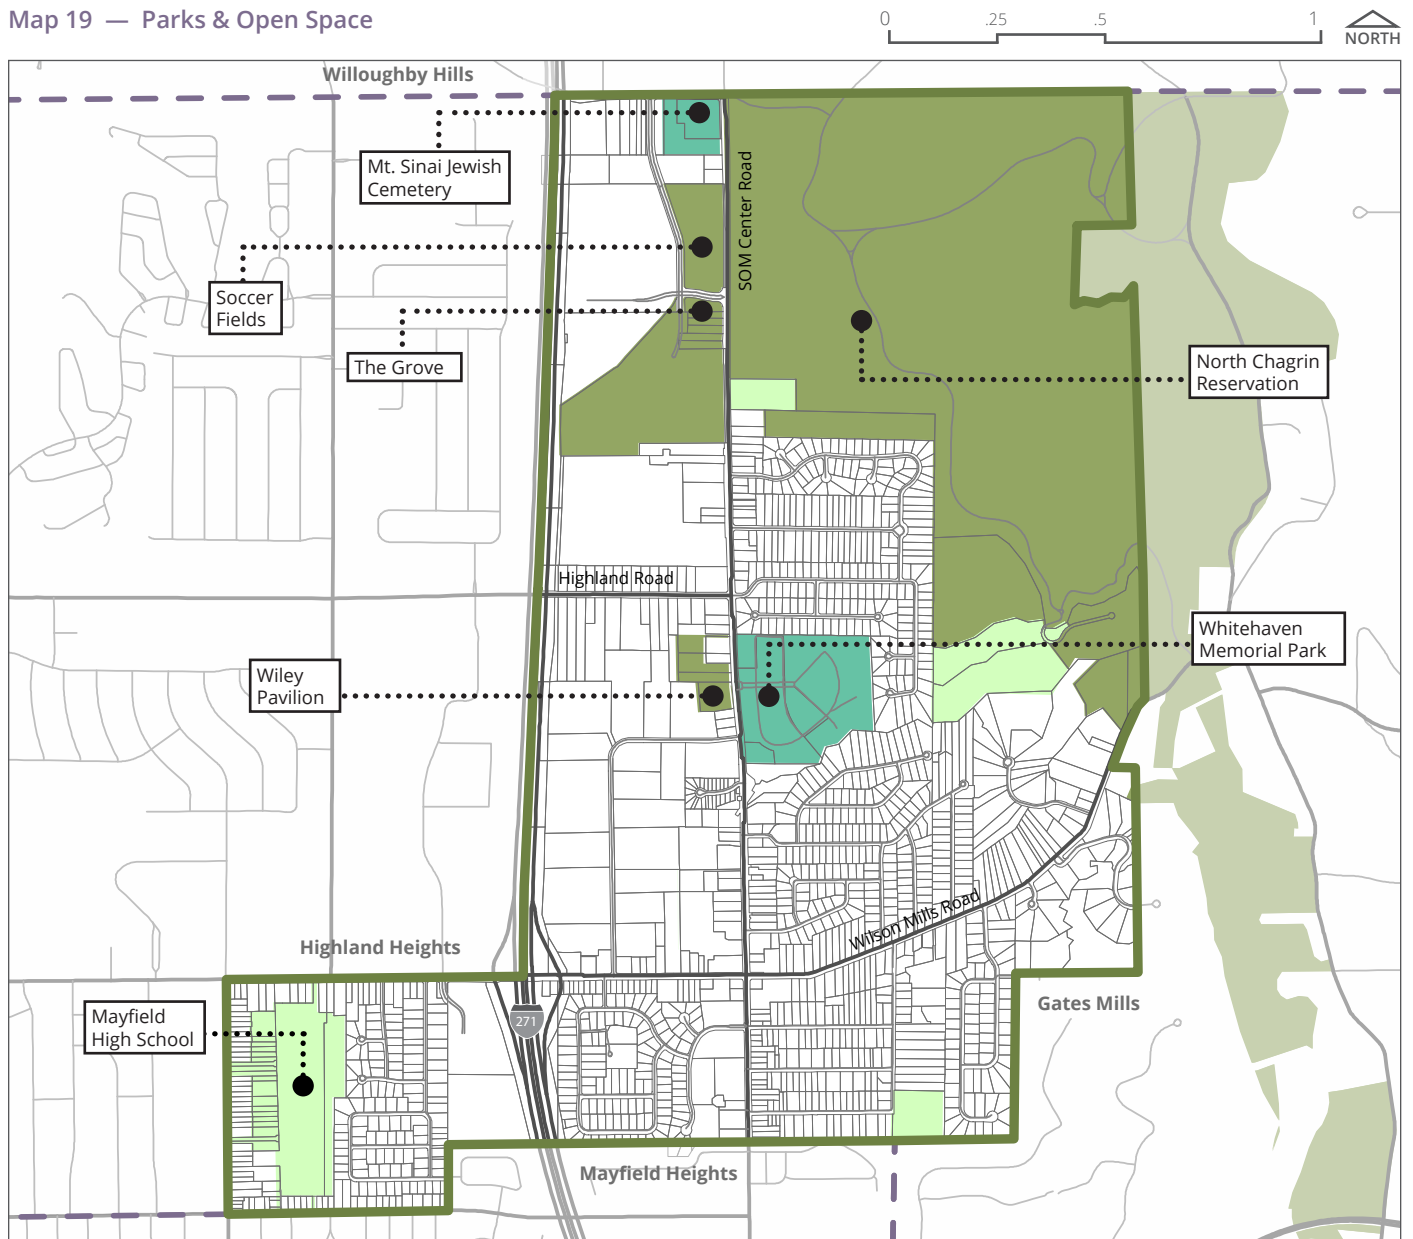 Map 19 — Parks & Open Space
0 .25 .5 1
NORTH
Willoughby Hills
Mt. Sinai Jewish
Cemetery
SOM Center Road
Soccer
Fields
The Grove
North Chagrin
Reservation
Highland Road
Whitehaven
Memorial Park
Wiley
Pavilion
Wilson Mills Road
Highland Heights
Gates Mills
Mayfield
High School
271
Mayfield Heights